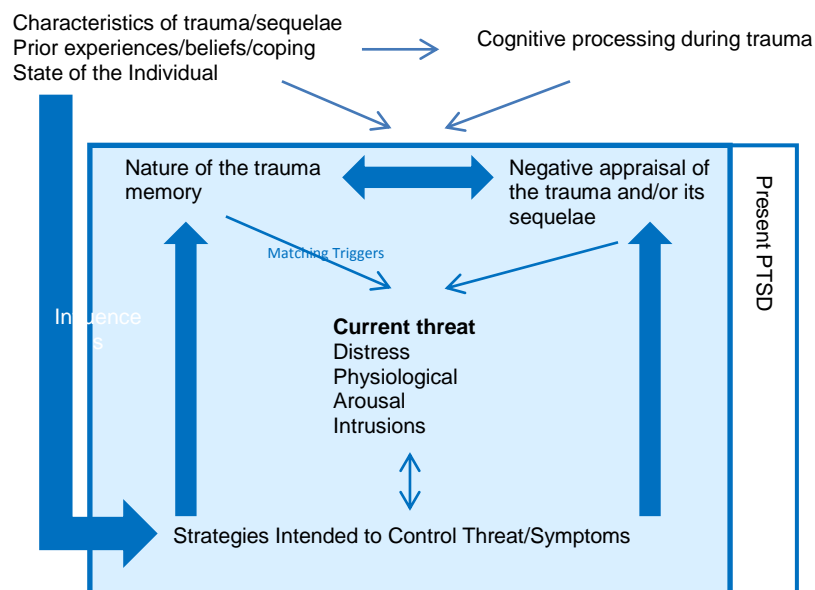 Characteristics of trauma/sequelae
Prior experiences/beliefs/coping
State of the Individual
Cognitive processing during trauma
Nature of the trauma
memory
Negative appraisal of
the trauma and/or its
sequelae
Present PTSD
Matching Triggers
Influence
s
Current threat
Distress
Physiological
Arousal
Intrusions
Strategies Intended to Control Threat/Symptoms